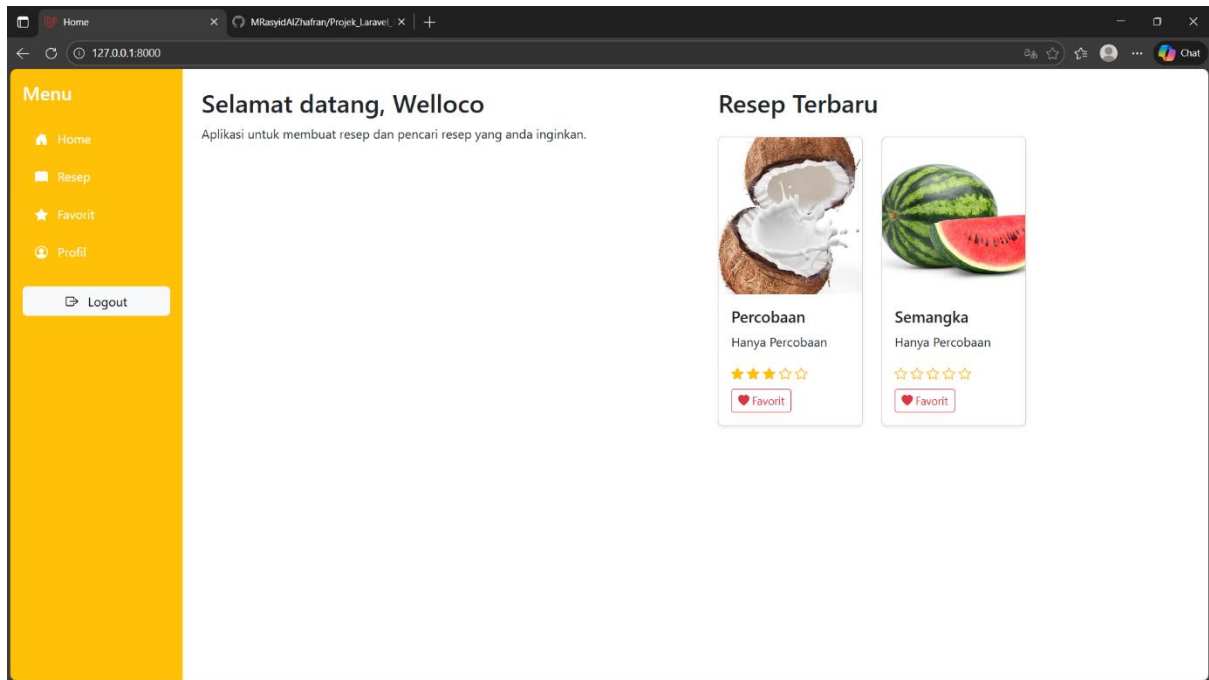 Home
MRasyidAlZhafran/Projek_Laravel_
127.0.0.1:8000
Chat
Menu
Home
Resep
Favorit
Profil
Logout
Selamat datang, Welloco
Aplikasi untuk membuat resep dan pencari resep yang anda inginkan.
Resep Terbaru
Percobaan
Hanya Percobaan
Favorit
Semangka
Hanya Percobaan
Favorit